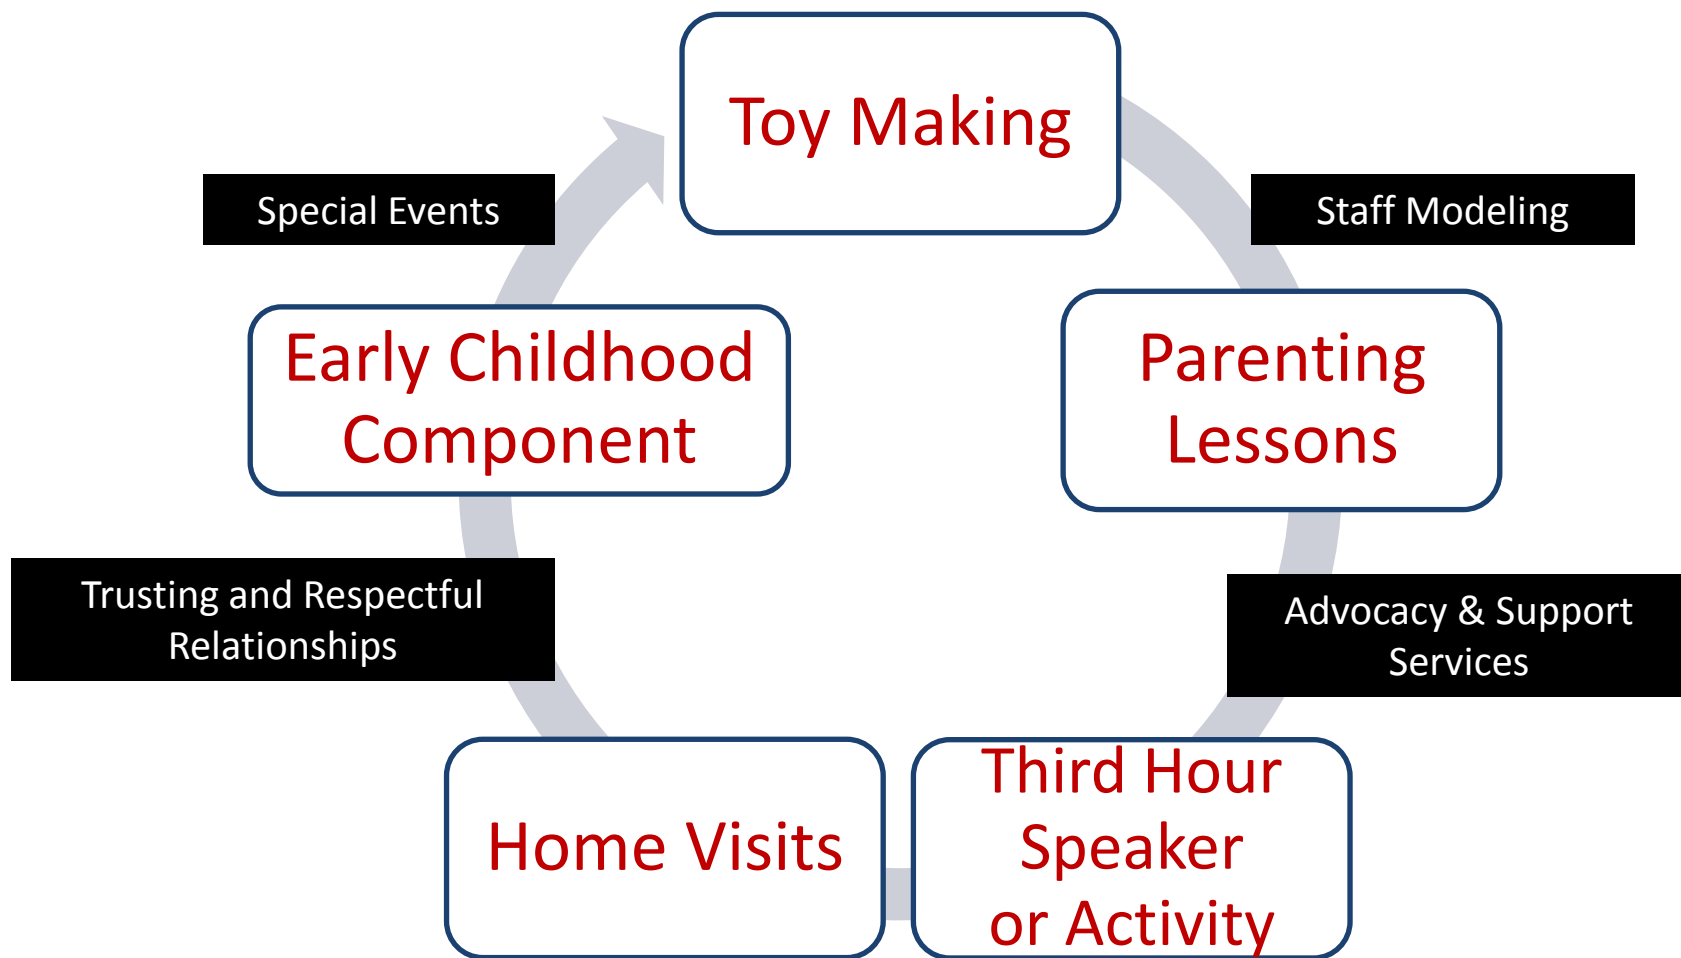 Toy Making
Special Events
Staff Modeling
Early Childhood
Component
Parenting
Lessons
Trusting and Respectful
Relationships
Advocacy & Support
Services
Home Visits
Third Hour
Speaker
or Activity